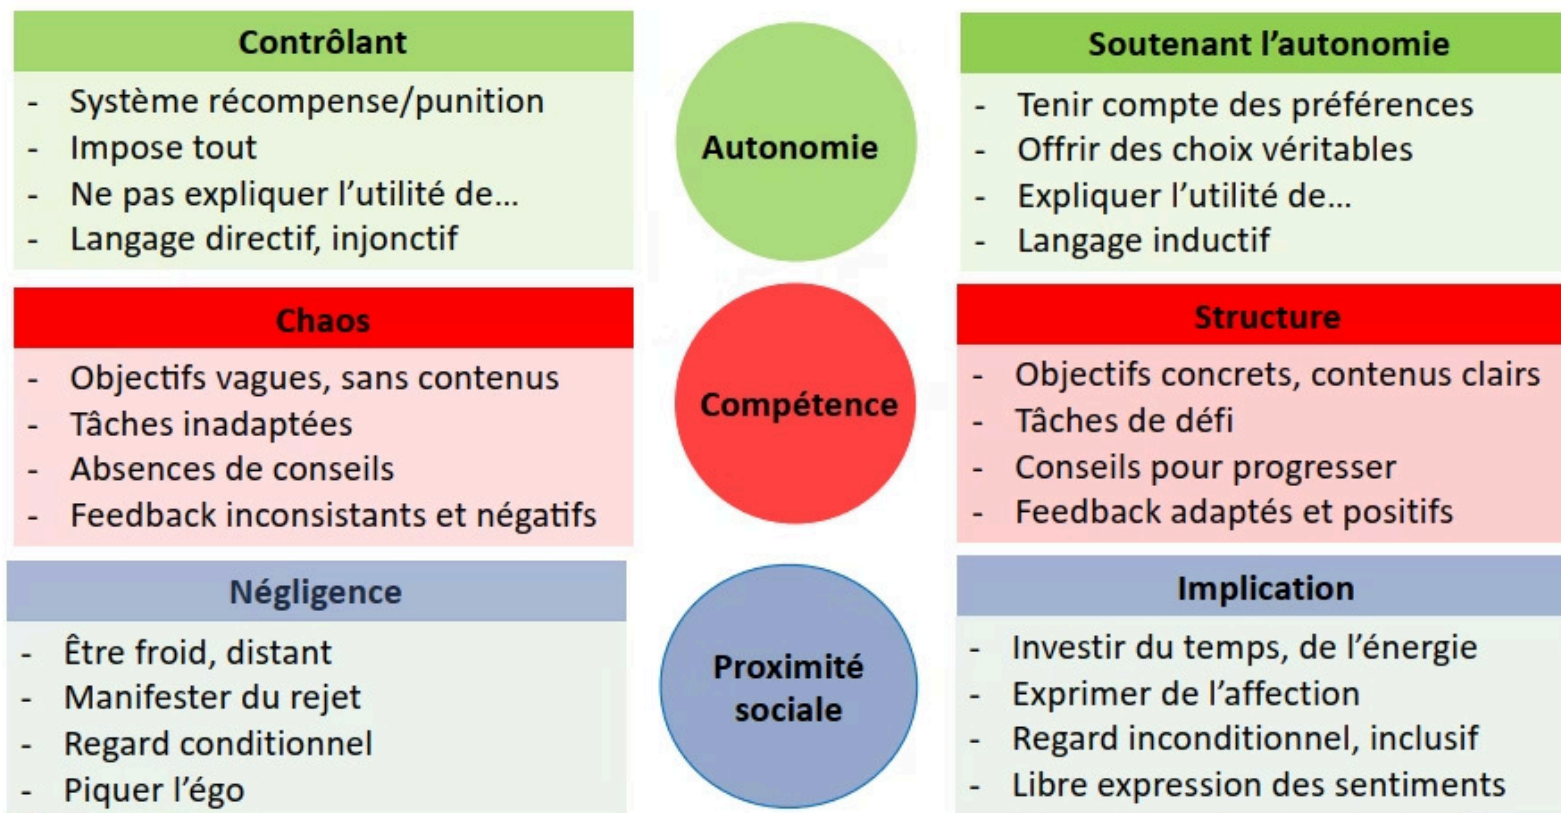 Contrôlant
- Système récompense/punition
- Impose tout
- Ne pas expliquer l’utilité de...
- Langage directif, injonctif
Autonomie
Soutenant l’autonomie
- Tenir compte des préférences
- Offrir des choix véritables
- Expliquer l’utilité de...
- Langage inductif
Chaos
- Objectifs vagues, sans contenus
- Tâches inadaptées
- Absences de conseils
- Feedback inconsistants et négatifs
Compétence
Structure
- Objectifs concrets, contenus clairs
- Tâches de défi
- Conseils pour progresser
- Feedback adaptés et positifs
Négligence
- Être froid, distant
- Manifester du rejet
- Regard conditionnel
- Piquer l’égo
Proximité
sociale
Implication
- Investir du temps, de l’énergie
- Exprimer de l’affection
- Regard inconditionnel, inclusif
- Libre expression des sentiments